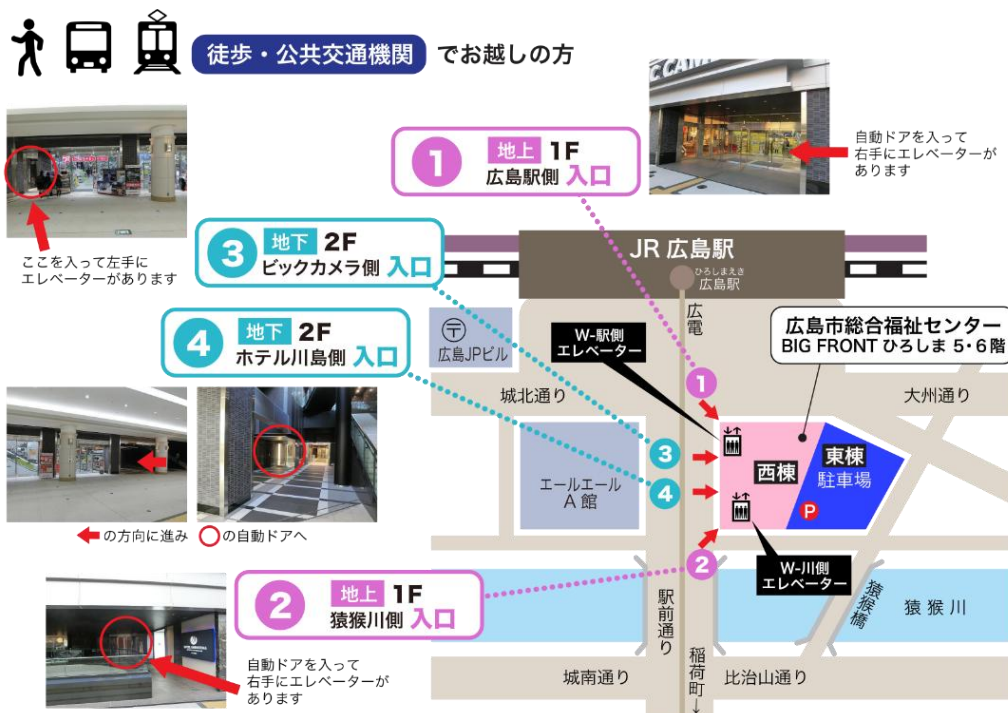 徒歩・公共交通機関 でお越しの方
1
地上 1F
広島駅側 入口
自動ドアを入って
右手にエレベーターが
あります
ここを入って左手に
エレベーターがあります
3
地下 2F
ビックカメラ側 入口
4
地下 2F
ホテル川島側 入口
JR 広島駅
ひろしまえき
広島駅
広電
〒
広島JPビル
W-駅側
エレベーター
広島市総合福祉センター
BIG FRONT ひろしま 5・6階
城北通り
大州通り
1
3
4
エールエール
A 館
西棟
東棟
駐車場
P
2
W-川側
エレベーター
の方向に進み の自動ドアへ
2
地上 1F
猿猴川側 入口
自動ドアを入って
右手にエレベーターが
あります
駅前通り
猿猴橋
猿猴川
城南通り
稲荷町→
比治山通り